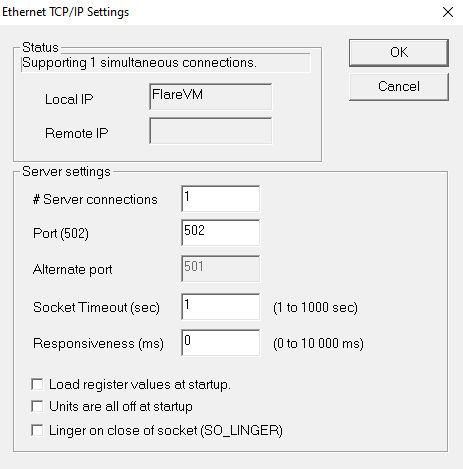 Ethernet TCP/IP Settings
Status
Supporting 1 simultaneous connections.
OK
Local IP FlareVM
Cancel
Remote IP
Server settings
# Server connections 1
Port (502) 502
Alternate port 501
Socket Timeout (sec) 1 (1 to 1000 sec)
Responsiveness (ms) 0 (0 to 10 000 ms)
Load register values at startup.
Units are all off at startup
Linger on close of socket (SO_LINGER)